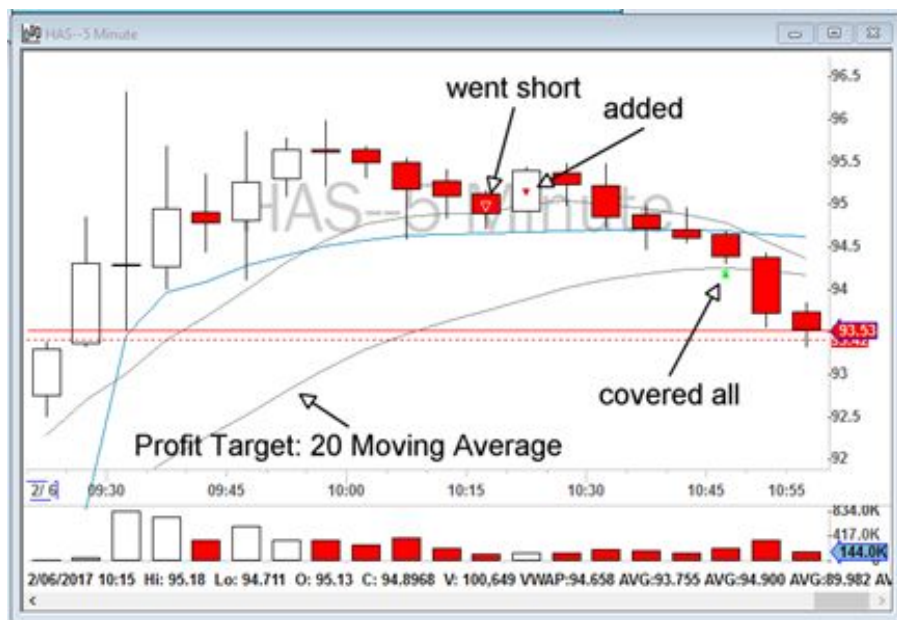 HAS--5 Minute
went short
added
HAS--5 Minute
covered all
Profit Target: 20 Moving Average
96.5
96
95.5
95
94.5
94
93.53
93
92.5
92
2/ 6 09:30 09:45 10:00 10:15 10:30 10:45 10:55
834.0K
417.0K
144.0K
2/06/2017 10:15 Hi: 95.18 Lo: 94.711 O: 95.13 C: 94.8968 V: 100,649 VWAP:94.658 AVG:93.755 AVG:94.900 AVG:89.982 AV